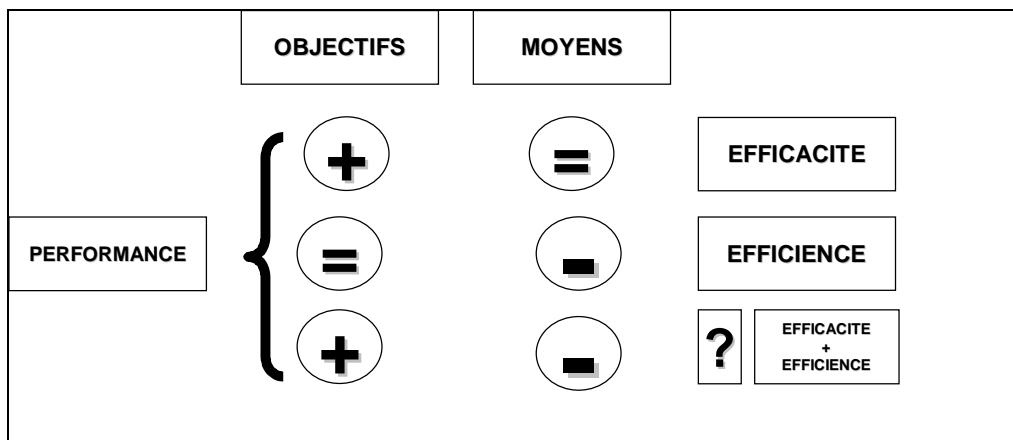 OBJECTIFS MOYENS
+ = EFFICACITE
PERFORMANCE = - EFFICIENCE
+ - ? EFFICACITE
+
EFFICIENCE